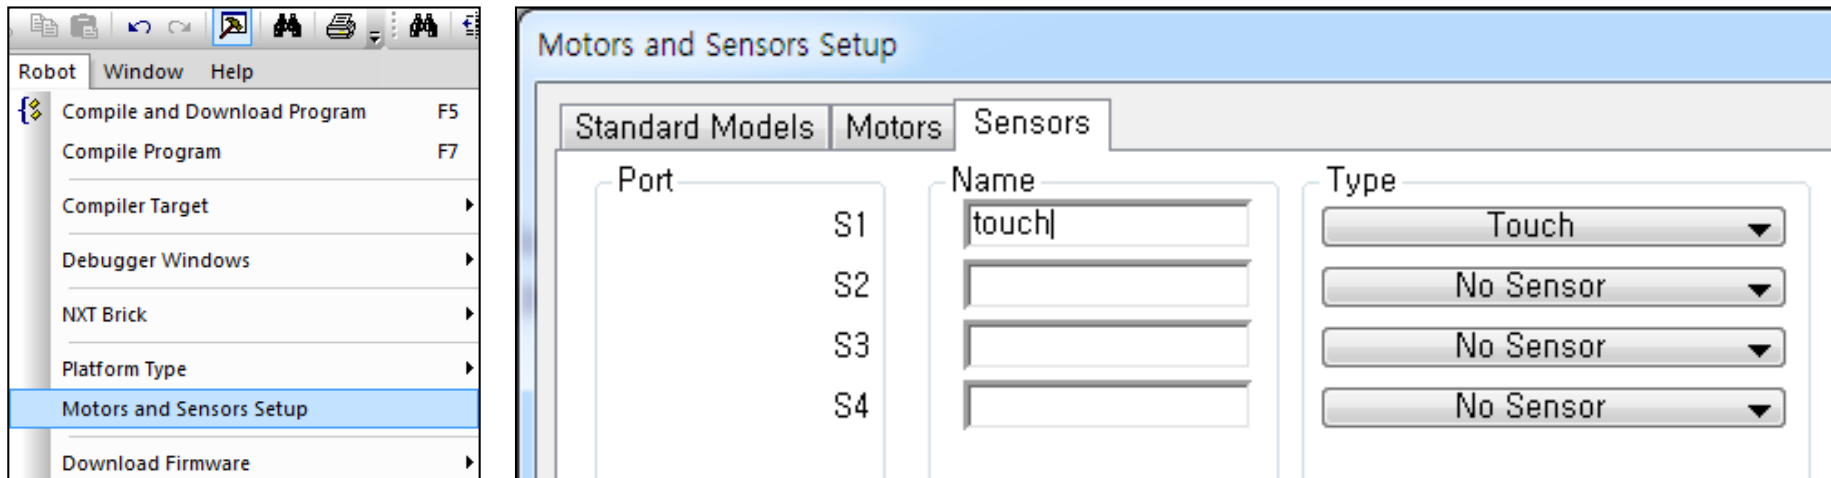 Robot Window Help
Compile and Download Program F5
Compile Program F7
Compiler Target
Debugger Windows
NXT Brick
Platform Type
Motors and Sensors Setup
Download Firmware
Motors and Sensors Setup
Standard Models Motors Sensors
Port Name Type
S1 touch Touch
S2 No Sensor
S3 No Sensor
S4 No Sensor